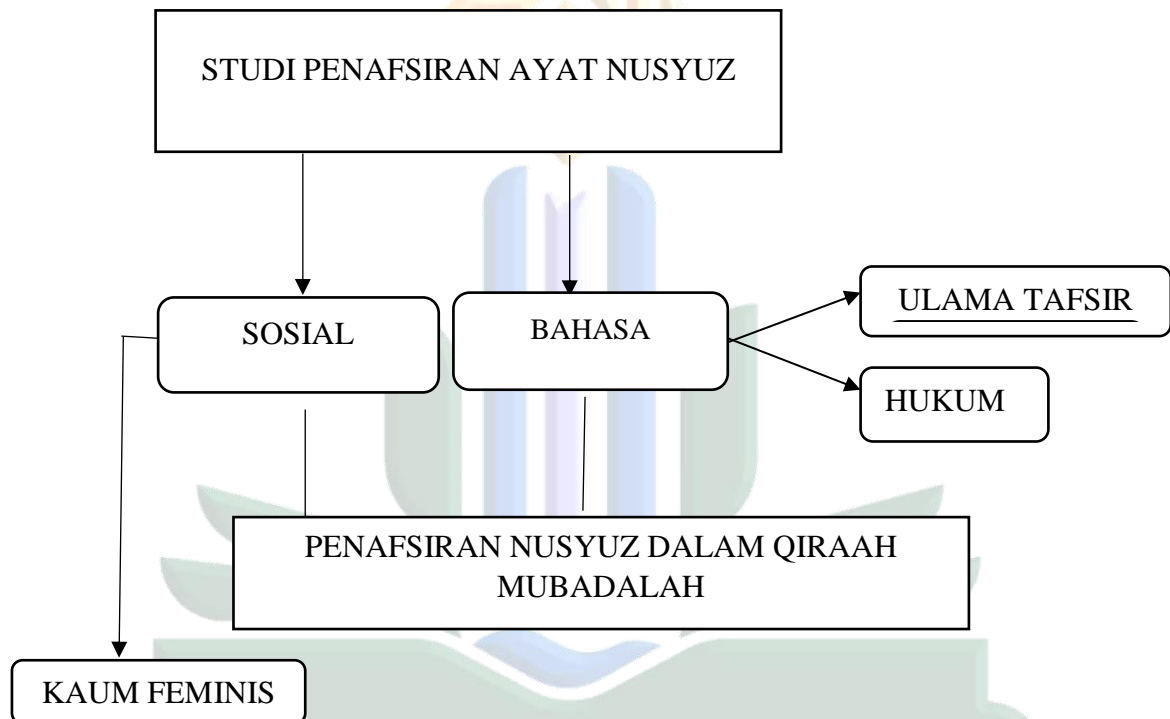 STUDI PENAFSIRAN AYAT NUSYUZ
SOSIAL
BAHASA
ULAMA TAFSIR
HUKUM
PENAFSIRAN NUSYUZ DALAM QIRAAH
MUBADALAH
KAUM FEMINIS